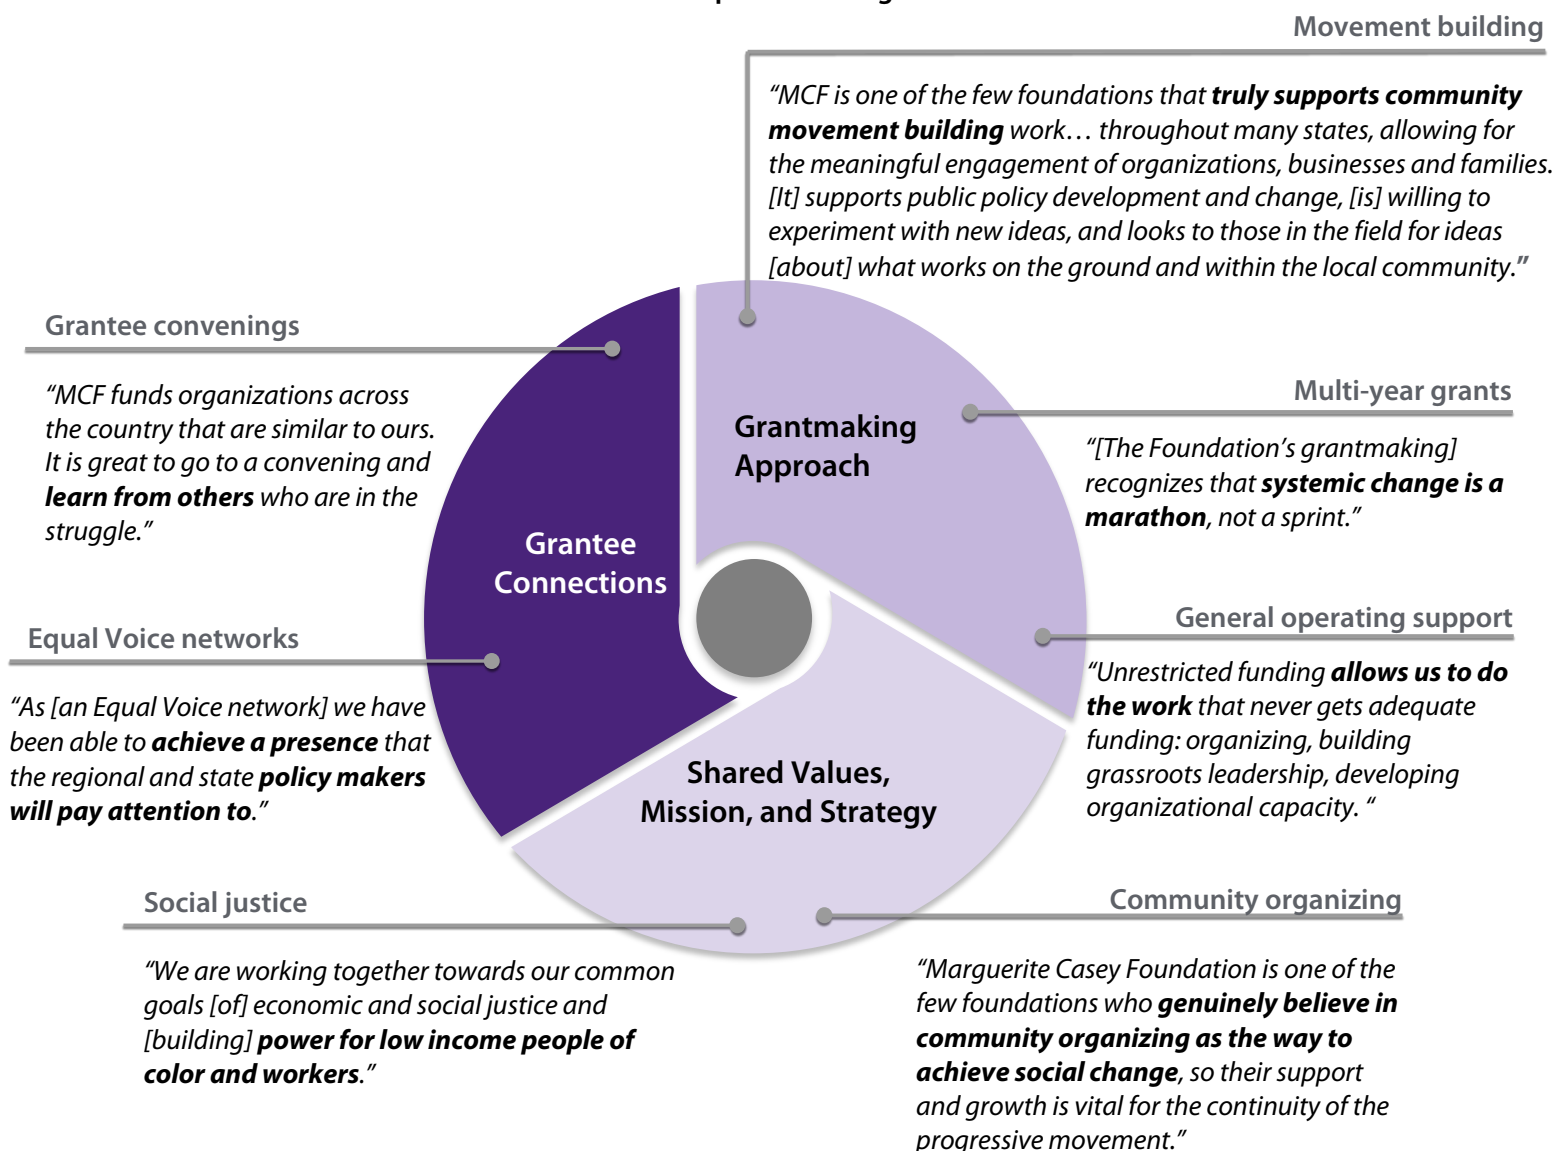 Movement building
“MCF is one of the few foundations that truly supports community
movement building work… throughout many states, allowing for
the meaningful engagement of organizations, businesses and families.
[It] supports public policy development and change, [is] willing to
experiment with new ideas, and looks to those in the field for ideas
[about] what works on the ground and within the local community.”
Grantee convenings
“MCF funds organizations across
the country that are similar to ours.
It is great to go to a convening and
learn from others who are in the
struggle.”
Multi-year grants
“[The Foundation’s grantmaking]
recognizes that systemic change is a
marathon, not a sprint.”
Grantmaking
Approach
Grantee
Connections
Equal Voice networks
“As [an Equal Voice network] we have
been able to achieve a presence that
the regional and state policy makers
will pay attention to.”
General operating support
“Unrestricted funding allows us to do
the work that never gets adequate
funding: organizing, building
grassroots leadership, developing
organizational capacity. “
Shared Values,
Mission, and Strategy
Social justice
“We are working together towards our common
goals [of] economic and social justice and
[building] power for low income people of
color and workers.”
Community organizing
“Marguerite Casey Foundation is one of the
few foundations who genuinely believe in
community organizing as the way to
achieve social change, so their support
and growth is vital for the continuity of the
progressive movement.”